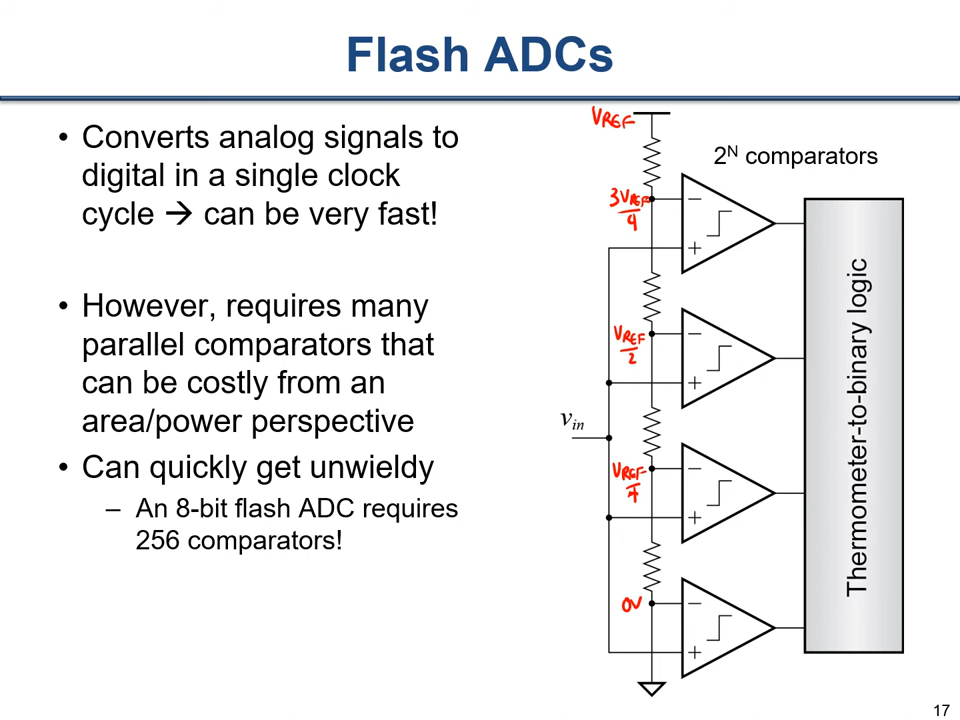 Flash ADCs
• Converts analog signals to
digital in a single clock
cycle → can be very fast!
• However, requires many
parallel comparators that
can be costly from an
area/power perspective
• Can quickly get unwieldy
– An 8-bit flash ADC requires
256 comparators!
VREF
2ᴺ comparators
3VREF
4
−
+
VREF
2
−
+
vin
VREF
4
−
+
0V
−
+
Thermometer-to-binary logic
17